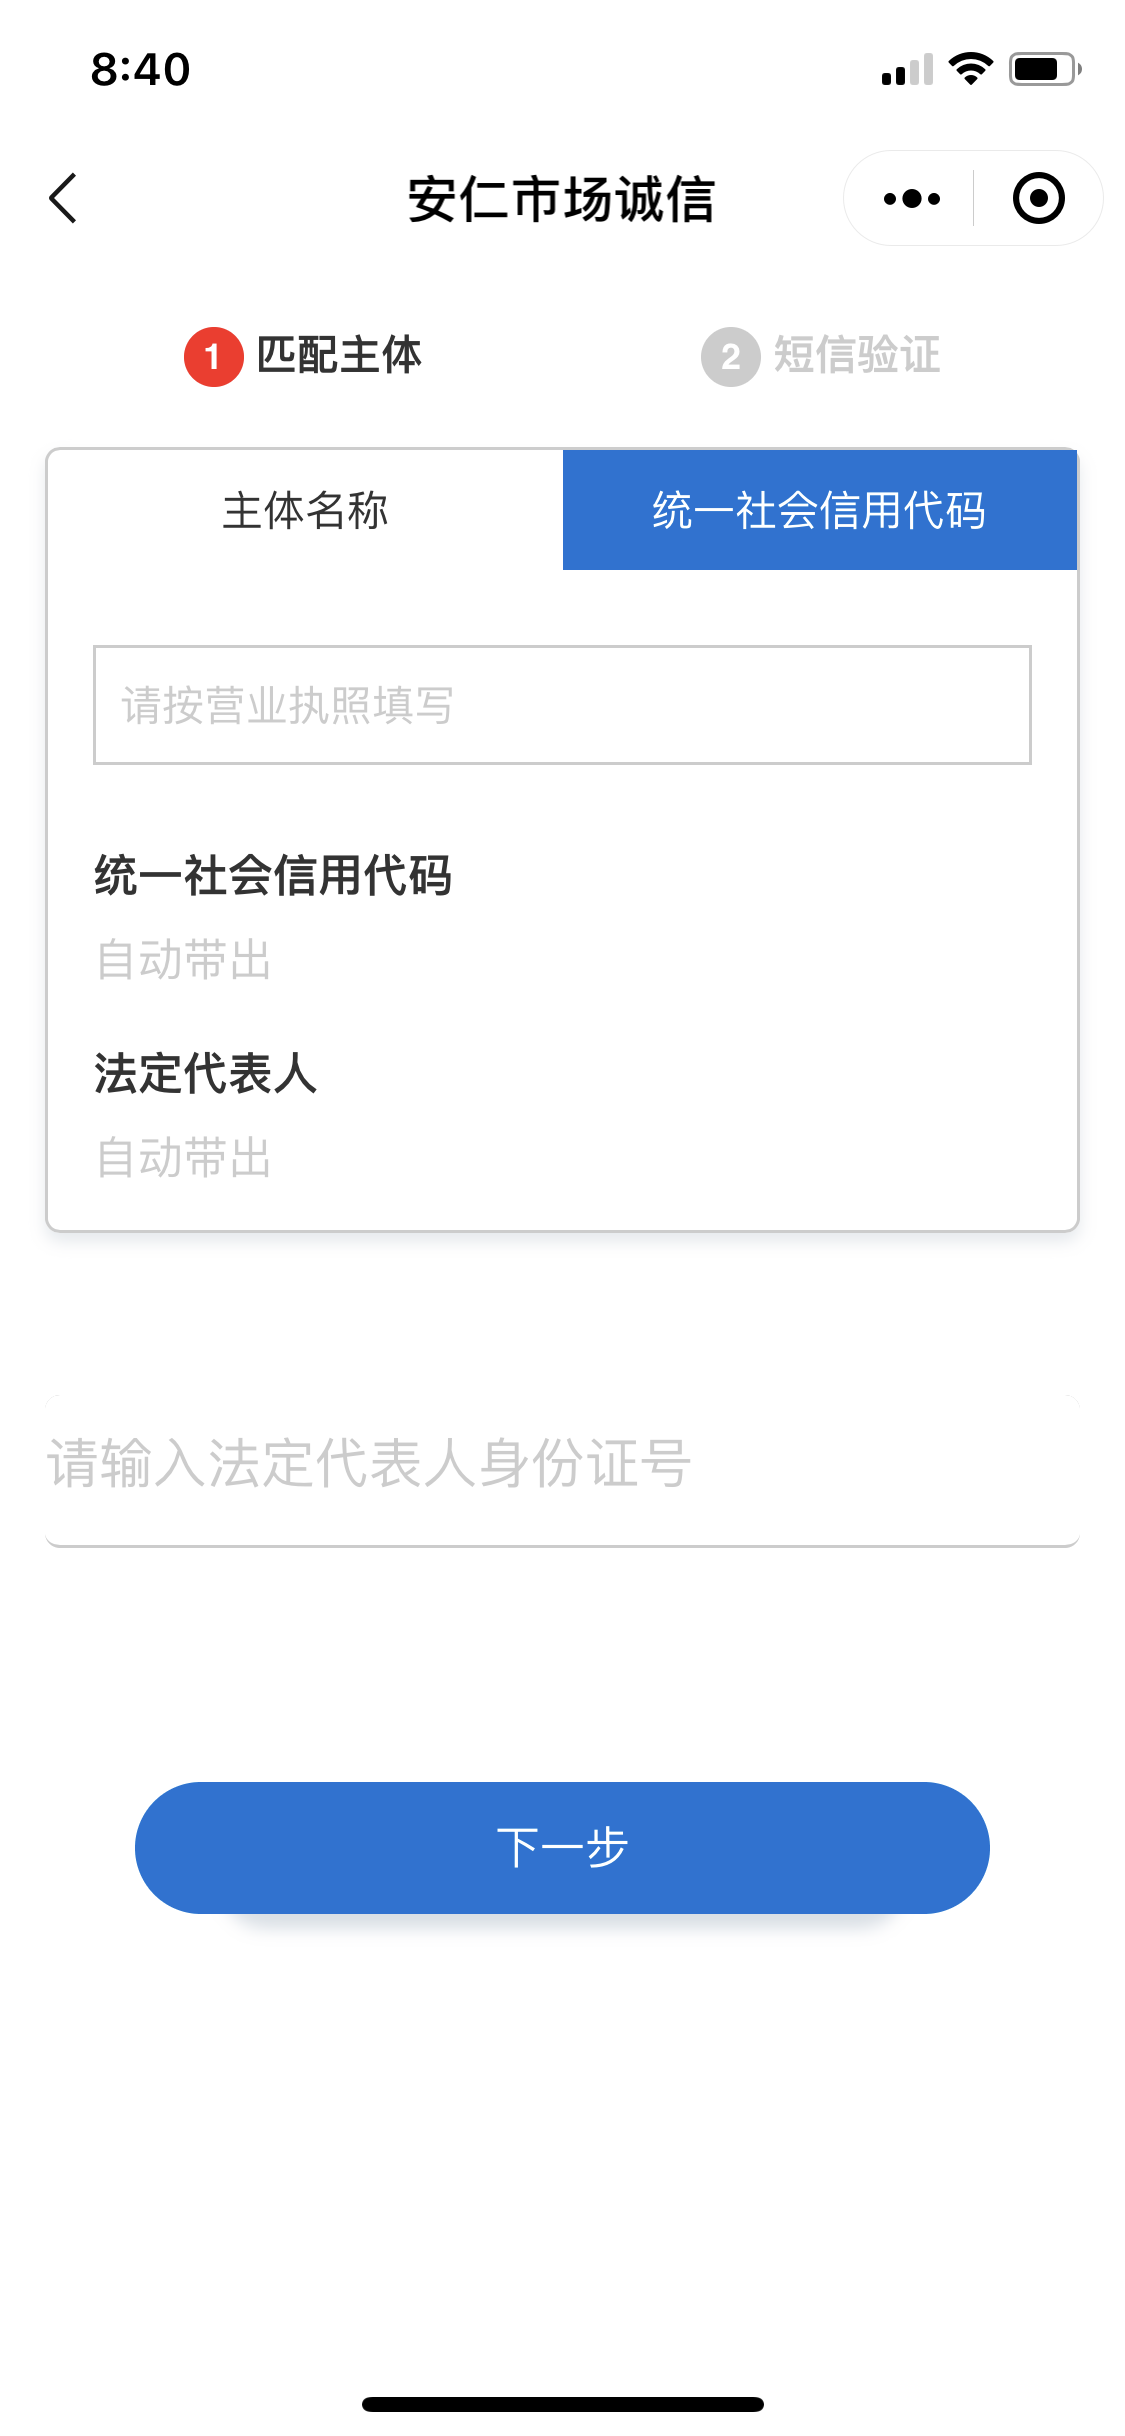 8:40
安仁市场诚信
1 匹配主体
2 短信验证
主体名称
统一社会信用代码
请按营业执照填写
统一社会信用代码
自动带出
法定代表人
自动带出
请输入法定代表人身份证号
下一步